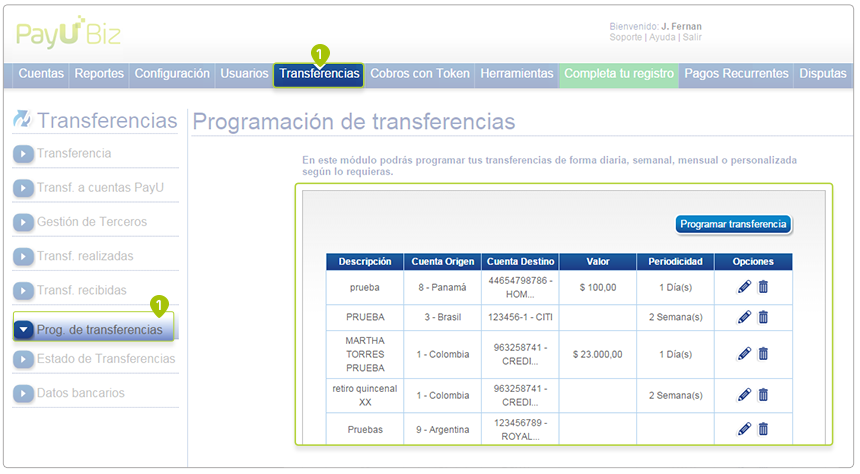 PayU Biz
Bienvenido: J. Fernan
Soporte | Ayuda | Salir
1
Cuentas Reportes Configuración Usuarios Transferencias Cobros con Token Herramientas Completa tu registro Pagos Recurrentes Disputas
Transferencias
Transferencia
Transf. a cuentas PayU
Gestión de Terceros
Transf. realizadas
Transf. recibidas
1
Prog. de transferencias
Estado de Transferencias
Datos bancarios
Programación de transferencias
En este módulo podrás programar tus transferencias de forma diaria, semanal, mensual o personalizada
según lo requieras.
Programar transferencia
Descripción Cuenta Origen Cuenta Destino Valor Periodicidad Opciones
prueba 8 - Panamá 44654798786 - HOM... $ 100,00 1 Día(s)
PRUEBA 3 - Brasil 123456-1 - CITI 2 Semana(s)
MARTHA TORRES PRUEBA 1 - Colombia 963258741 - CREDI... $ 23.000,00 1 Día(s)
retiro quincenal XX 1 - Colombia 963258741 - CREDI... 2 Semana(s)
Pruebas 9 - Argentina 123456789 - ROYAL...